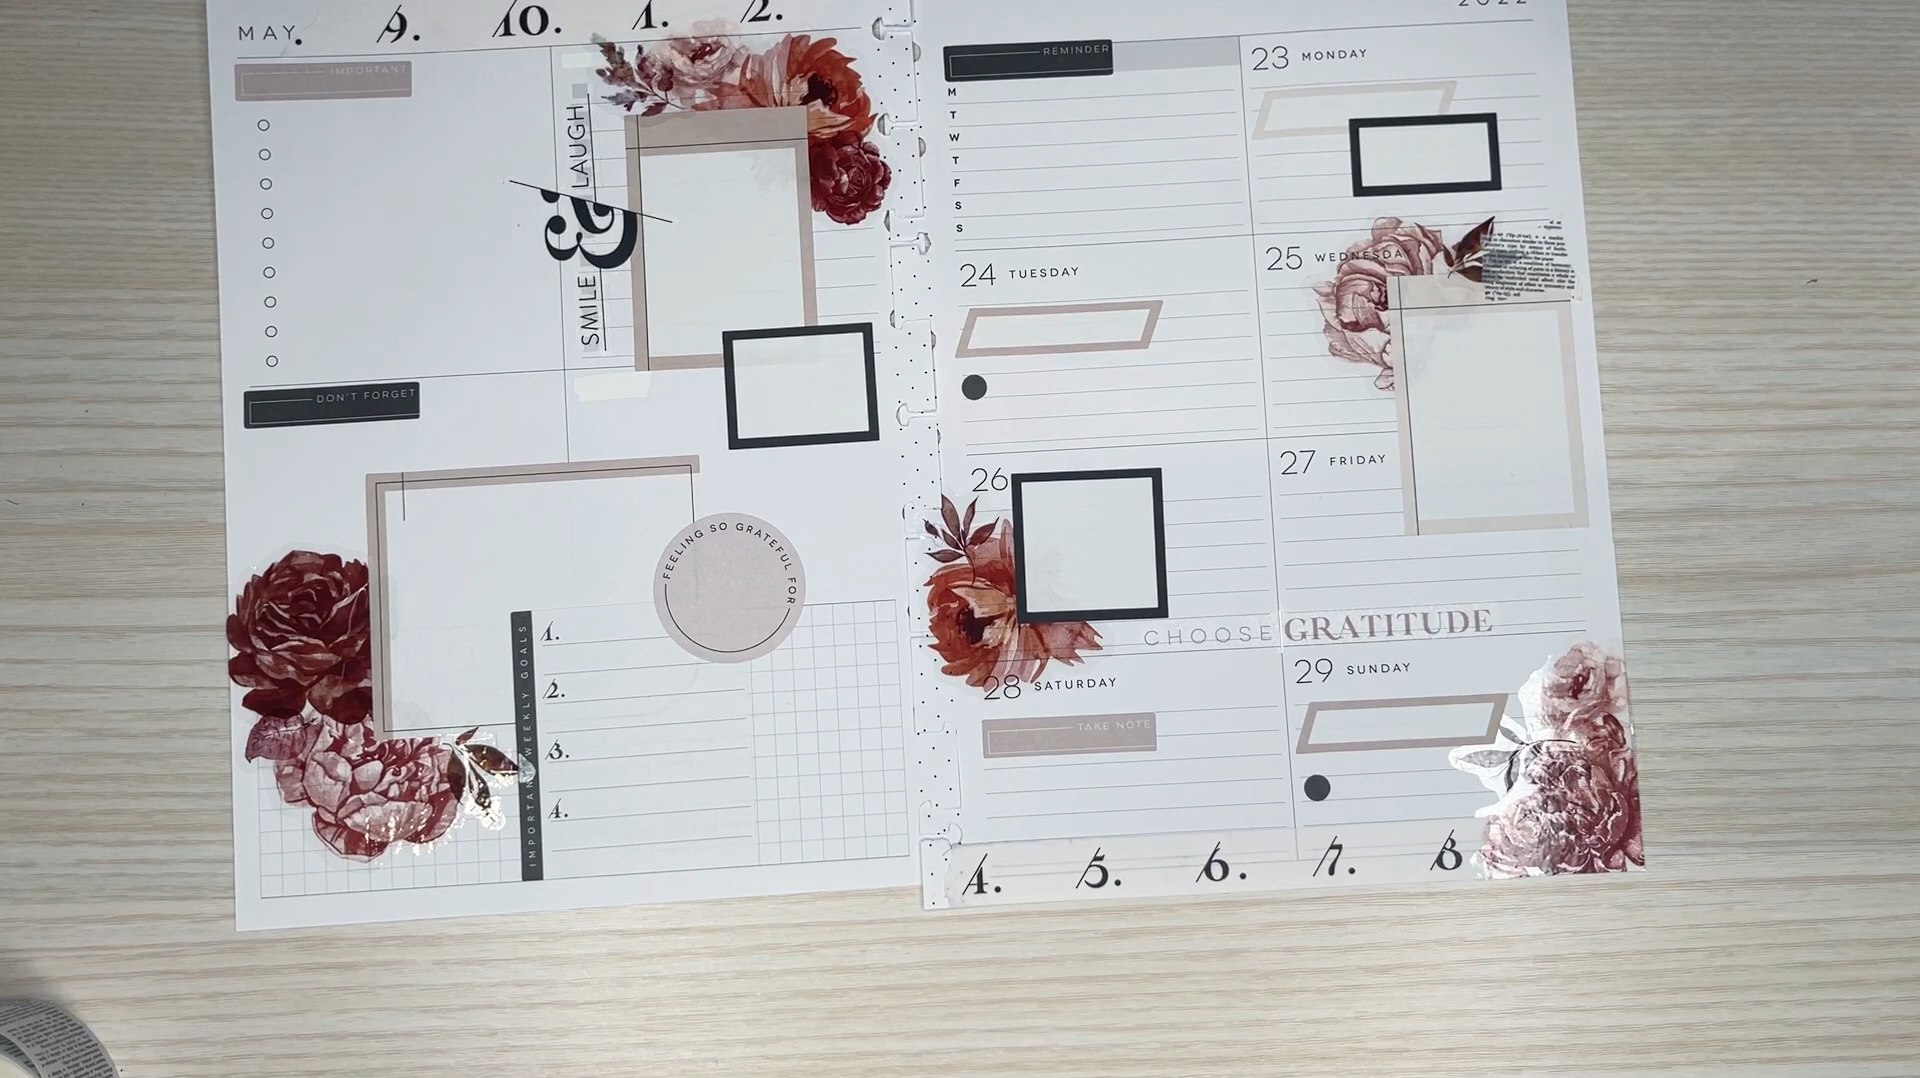 MAY.
9. 10. 1. 2.
IMPORTANT
SMILE & LAUGH
DON'T FORGET
FEELING SO GRATEFUL FOR
IMPORTANT WEEKLY GOALS
1.
2.
3.
4.
2022
REMINDER
M
T
W
T
F
S
S
23 MONDAY
24 TUESDAY
25 WEDNESDAY
26
27 FRIDAY
CHOOSE GRATITUDE
28 SATURDAY
TAKE NOTE
29 SUNDAY
4. 5. 6. 7. 8